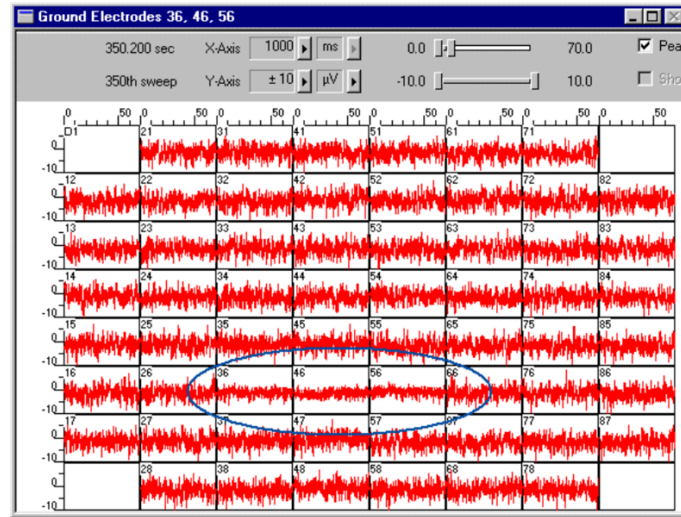 Ground Electrodes 36, 46, 56
350.200 sec X-Axis 1000 ms 0.0 70.0 Pea
350th sweep Y-Axis ± 10 µV -10.0 10.0 Sho
0 50 0 50 0 50 0 50 0 50 0 50 0 50 0 50
0 D1 21 31 41 51 61 71
-10
12 22 32 42 52 62 72 82
0
-10
13 23 33 43 53 63 73 83
0
-10
14 24 34 44 54 64 74 84
0
-10
15 25 35 45 55 65 75 85
0
-10
16 26 36 46 56 66 76 86
0
-10
17 27 37 47 57 67 77 87
0
-10
28 38 48 58 68 78
0
-10